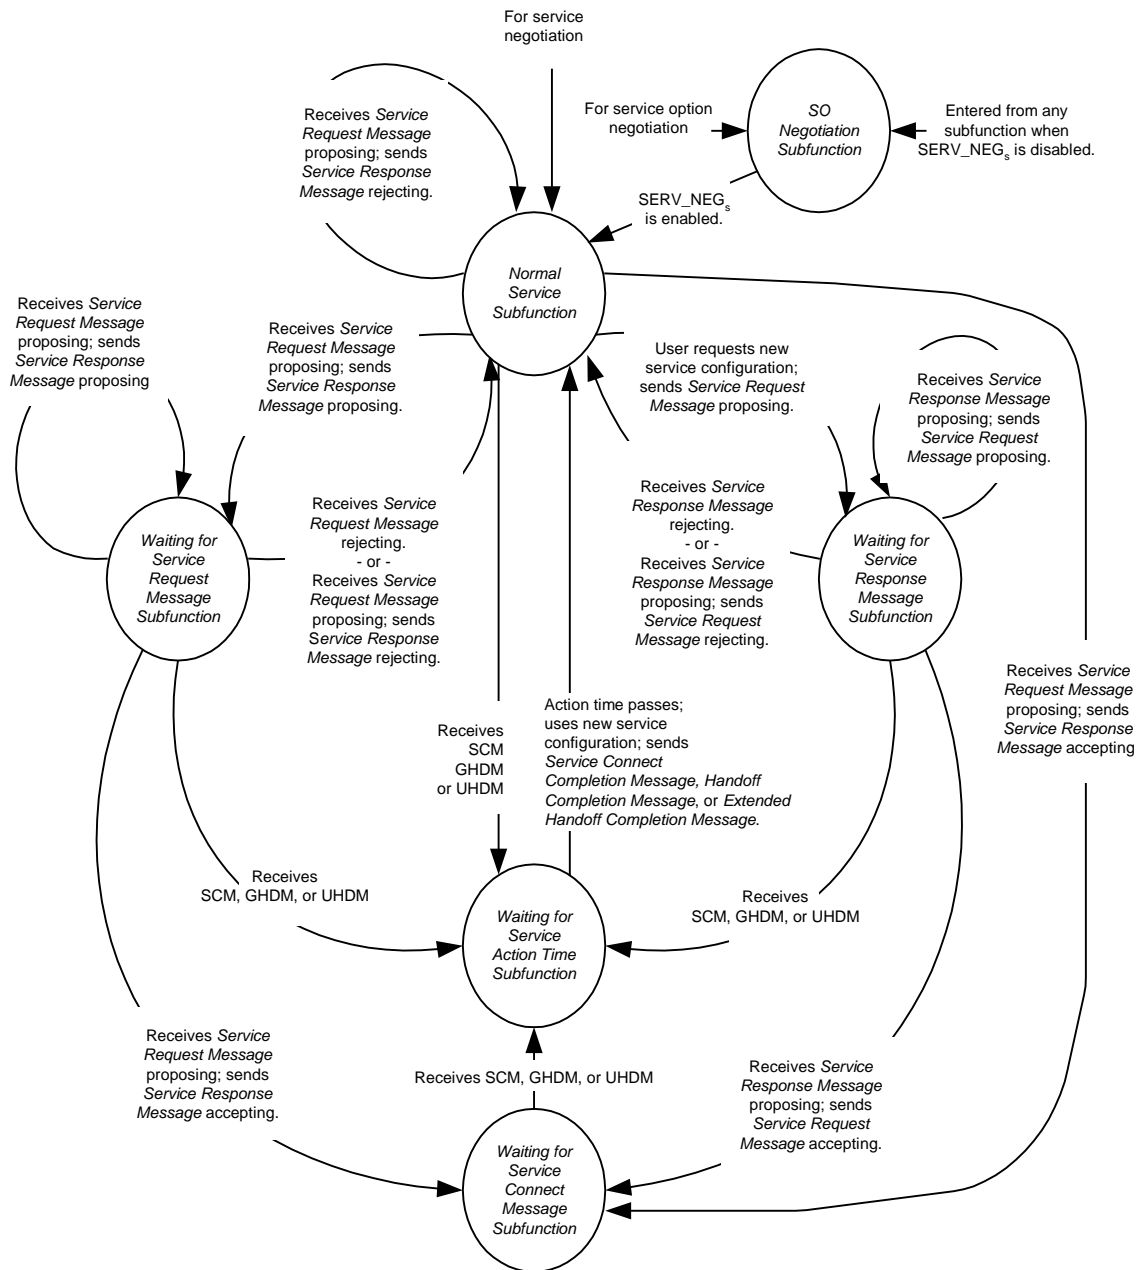 For service
negotiation
SO
Negotiation
Subfunction
For service option
negotiation
Entered from any
subfunction when
SERV_NEGs is disabled.
SERV_NEGs
is enabled.
Receives Service
Request Message
proposing; sends
Service Response
Message rejecting.
Normal
Service
Subfunction
Receives Service
Request Message
proposing; sends
Service Response
Message proposing
Receives Service
Request Message
proposing; sends
Service Response
Message proposing.
User requests new
service configuration;
sends Service Request
Message proposing.
Receives Service
Response Message
proposing; sends
Service Request
Message proposing.
Waiting for
Service
Request
Message
Subfunction
Receives Service
Request Message
rejecting.
- or -
Receives Service
Request Message
proposing; sends
Service Response
Message rejecting.
Receives Service
Response Message
rejecting.
- or -
Receives Service
Response Message
proposing; sends
Service Request
Message rejecting.
Waiting for
Service
Response
Message
Subfunction
Receives Service
Request Message
proposing; sends
Service Response
Message accepting
Receives
SCM
GHDM
or UHDM
Action time passes;
uses new service
configuration; sends
Service Connect
Completion Message, Handoff
Completion Message, or Extended
Handoff Completion Message.
Receives
SCM, GHDM, or UHDM
Receives
SCM, GHDM, or UHDM
Waiting for
Service
Action Time
Subfunction
Receives Service
Request Message
proposing; sends
Service Response
Message accepting.
Receives SCM, GHDM, or UHDM
Receives Service
Response Message
proposing; sends
Service Request
Message accepting.
Waiting for
Service
Connect
Message
Subfunction